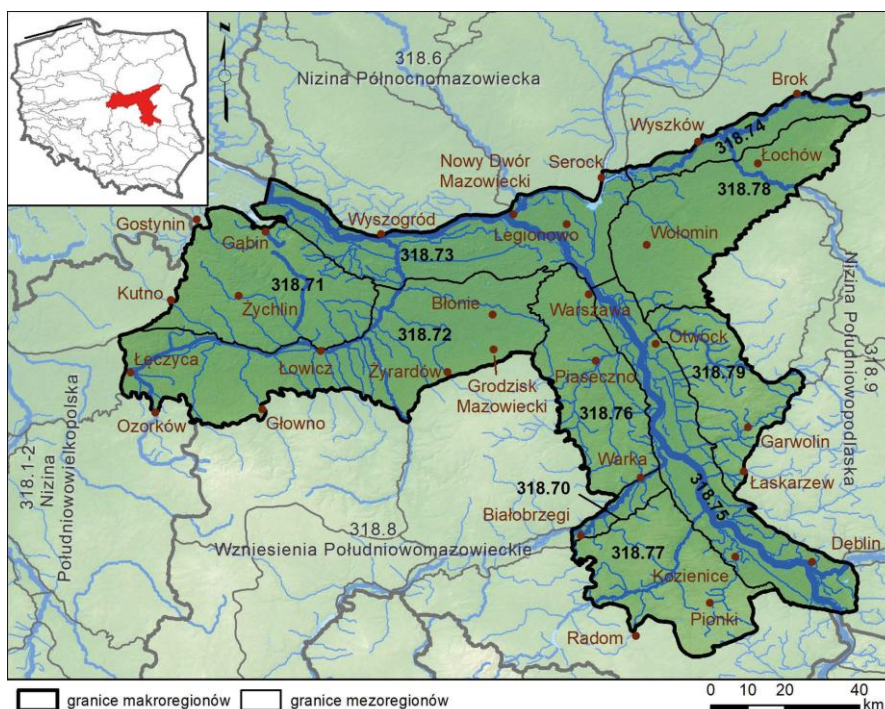 N
318.6
Nizina Północnomazowiecka
Brok
Wyszków
318.74
Łochów
Nowy Dwór
Mazowiecki
Serock
318.78
Gostynin
Wyszogród
Gąbin
Legionowo
Wołomin
318.73
318.71
Kutno
Żychlin
Błonie
Warszawa
318.72
Otwock
Łęczyca
Łowicz
Żyrardów
Piaseczno
318.79
318.9
Nizina Południowopodlaska
Grodzisk
Mazowiecki
318.76
Ozorków
Głowno
Garwolin
318.1-2
Nizina
Południowowielkopolska
Warka
Łaskarzew
318.70
318.75
Białobrzegi
318.8
Wzniesienia Południowomazowieckie
318.77
Dęblin
Kozienice
Pionki
Radom
granice makroregionów
granice mezoregionów
0 10 20 40
km